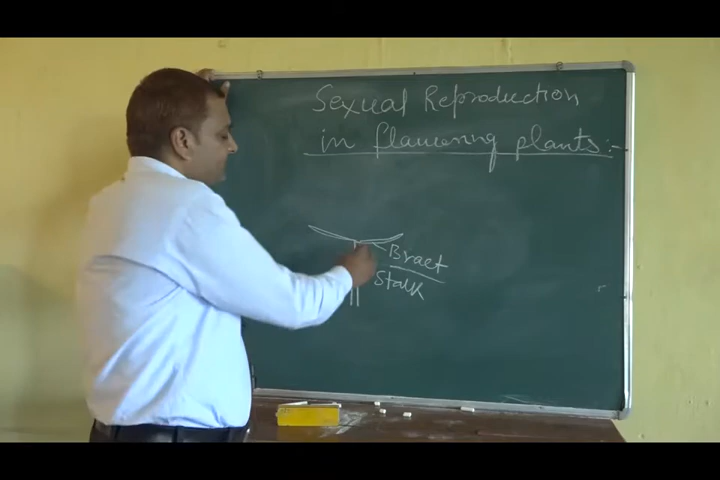 Sexual Reproduction
in flowering plants :-
Bract
Stalk